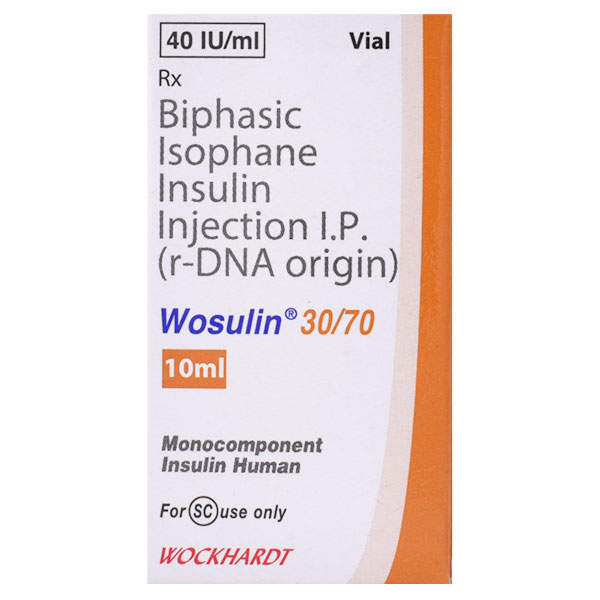 40 IU/ml Vial
Rx
Biphasic
Isophane
Insulin
Injection I.P.
(r-DNA origin)
Wosulin® 30/70
10ml
Monocomponent
Insulin Human
For SC use only
WOCKHARDT